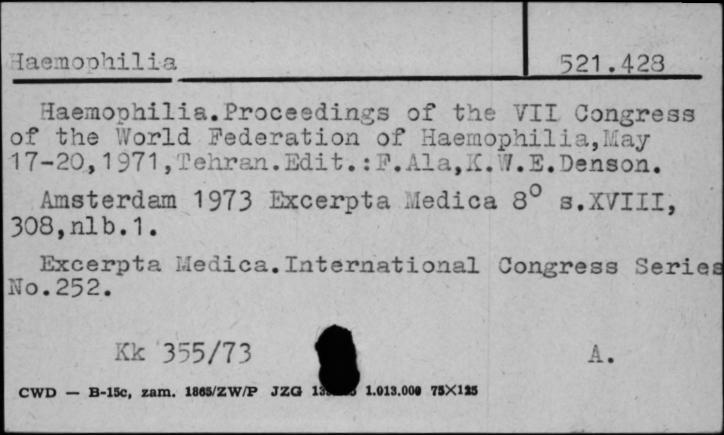 Haemophilia 521.428
Haemophilia.Proceedings of the VII Congress
of the World Federation of Haemophilia,May
17-20,1971,Tehran.Edit.:F.Ala,K.W.E.Denson.
Amsterdam 1973 Excerpta Medica 8° s.XVIII,
308,nlb.1.
Excerpta Medica.International Congress Series
No.252.
Kk 355/73 A.
CWD — B-15c, zam. 1865/ZW/P JZG 1.013.000 75×125